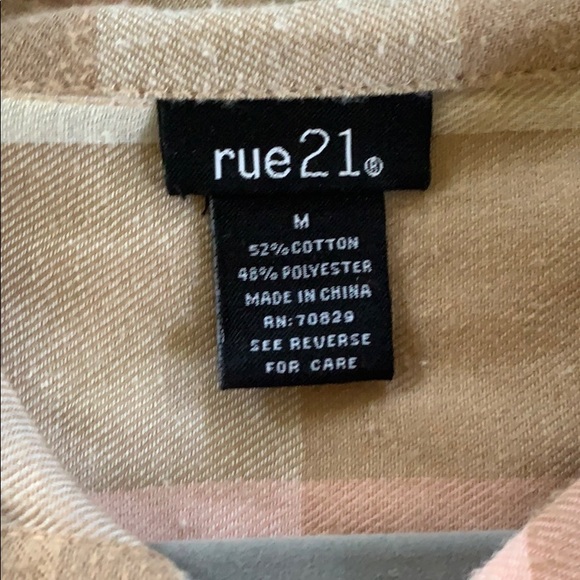 rue21®
M
52% COTTON
48% POLYESTER
MADE IN CHINA
RN: 70829
SEE REVERSE
FOR CARE